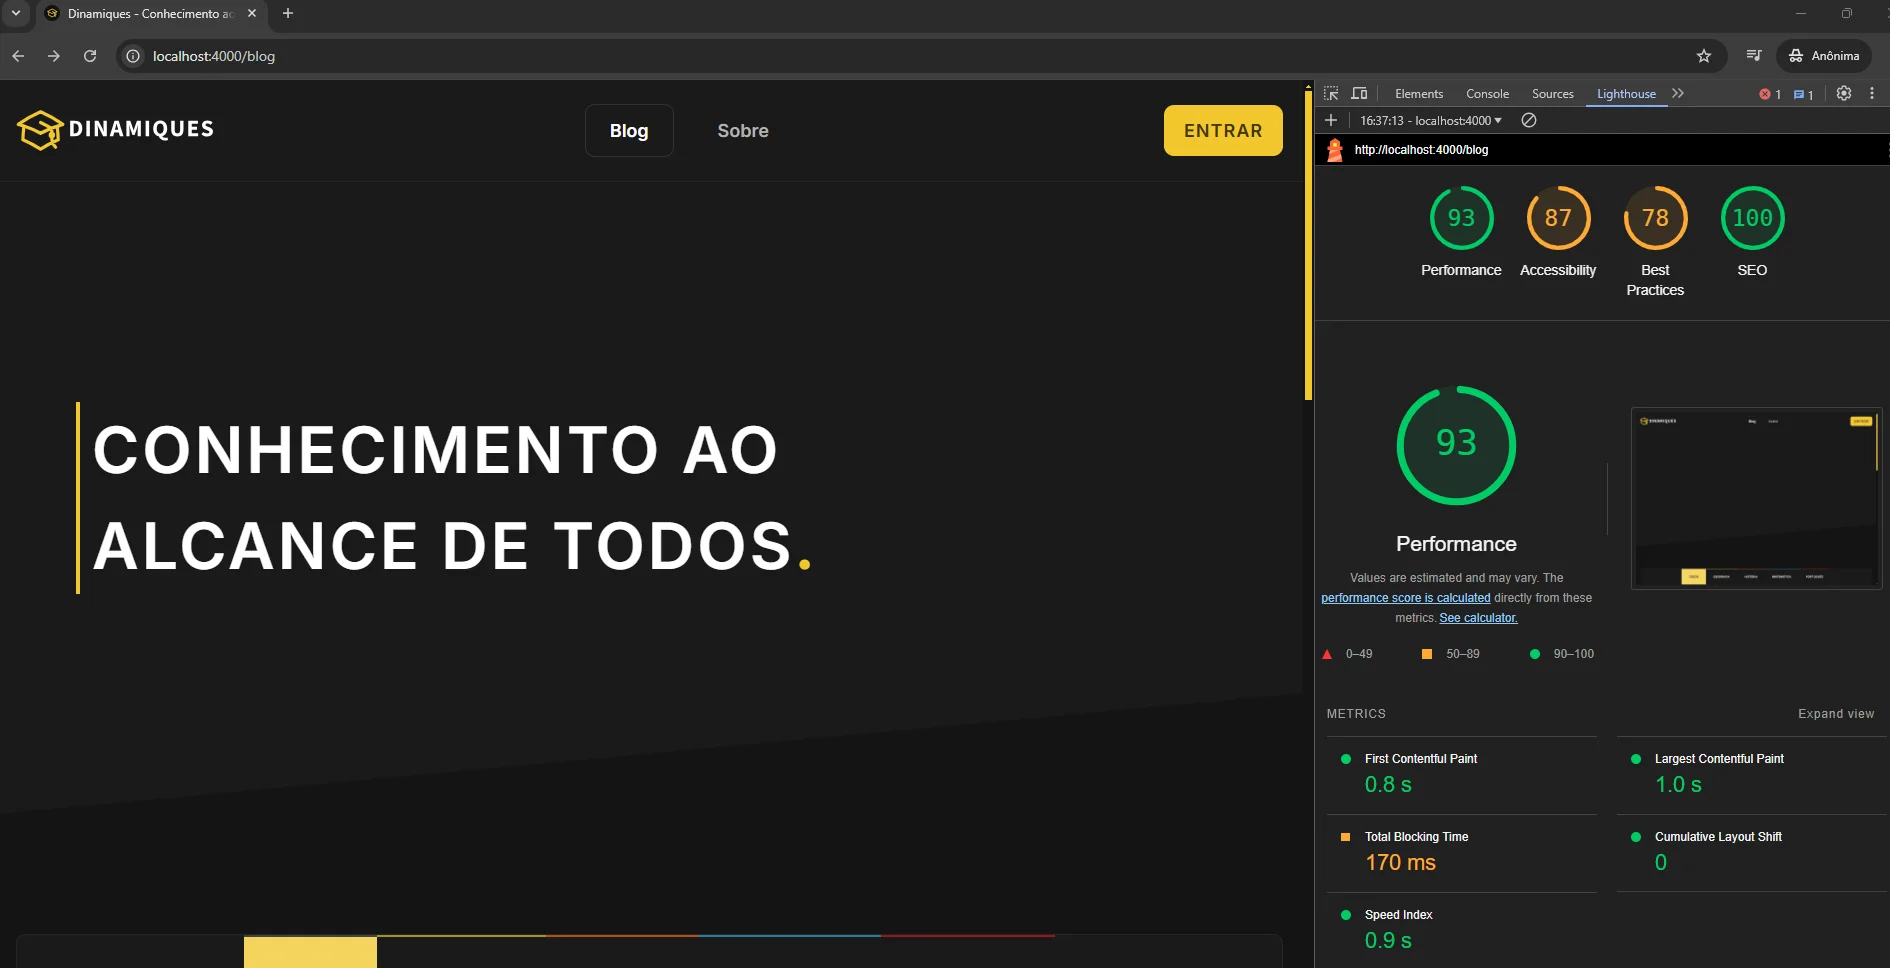 Dinamiques - Conhecimento ao
localhost:4000/blog
Anônima
DINAMIQUES
Blog
Sobre
ENTRAR
CONHECIMENTO AO
ALCANCE DE TODOS.
Elements Console Sources Lighthouse
1 1
16:37:13 - localhost:4000
http://localhost:4000/blog
93 87 78 100
Performance Accessibility Best Practices SEO
93
Performance
Values are estimated and may vary. The
performance score is calculated directly from these
metrics. See calculator.
0–49 50–89 90–100
METRICS
Expand view
First Contentful Paint
0.8 s
Largest Contentful Paint
1.0 s
Total Blocking Time
170 ms
Cumulative Layout Shift
0
Speed Index
0.9 s